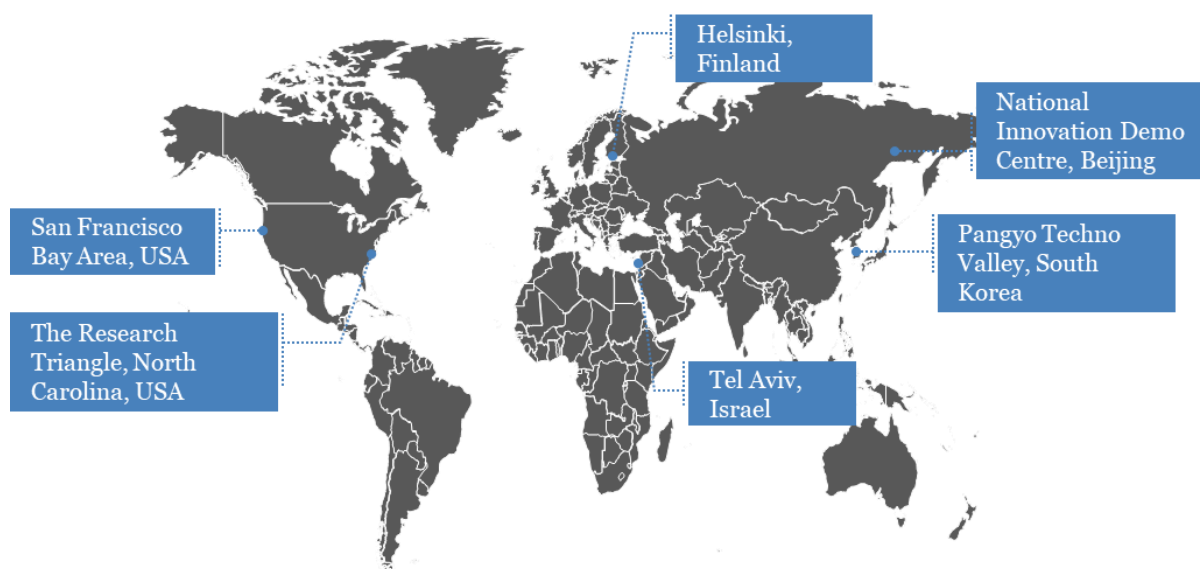 Helsinki,
Finland
National
Innovation Demo
Centre, Beijing
San Francisco
Bay Area, USA
Pangyo Techno
Valley, South
Korea
The Research
Triangle, North
Carolina, USA
Tel Aviv,
Israel